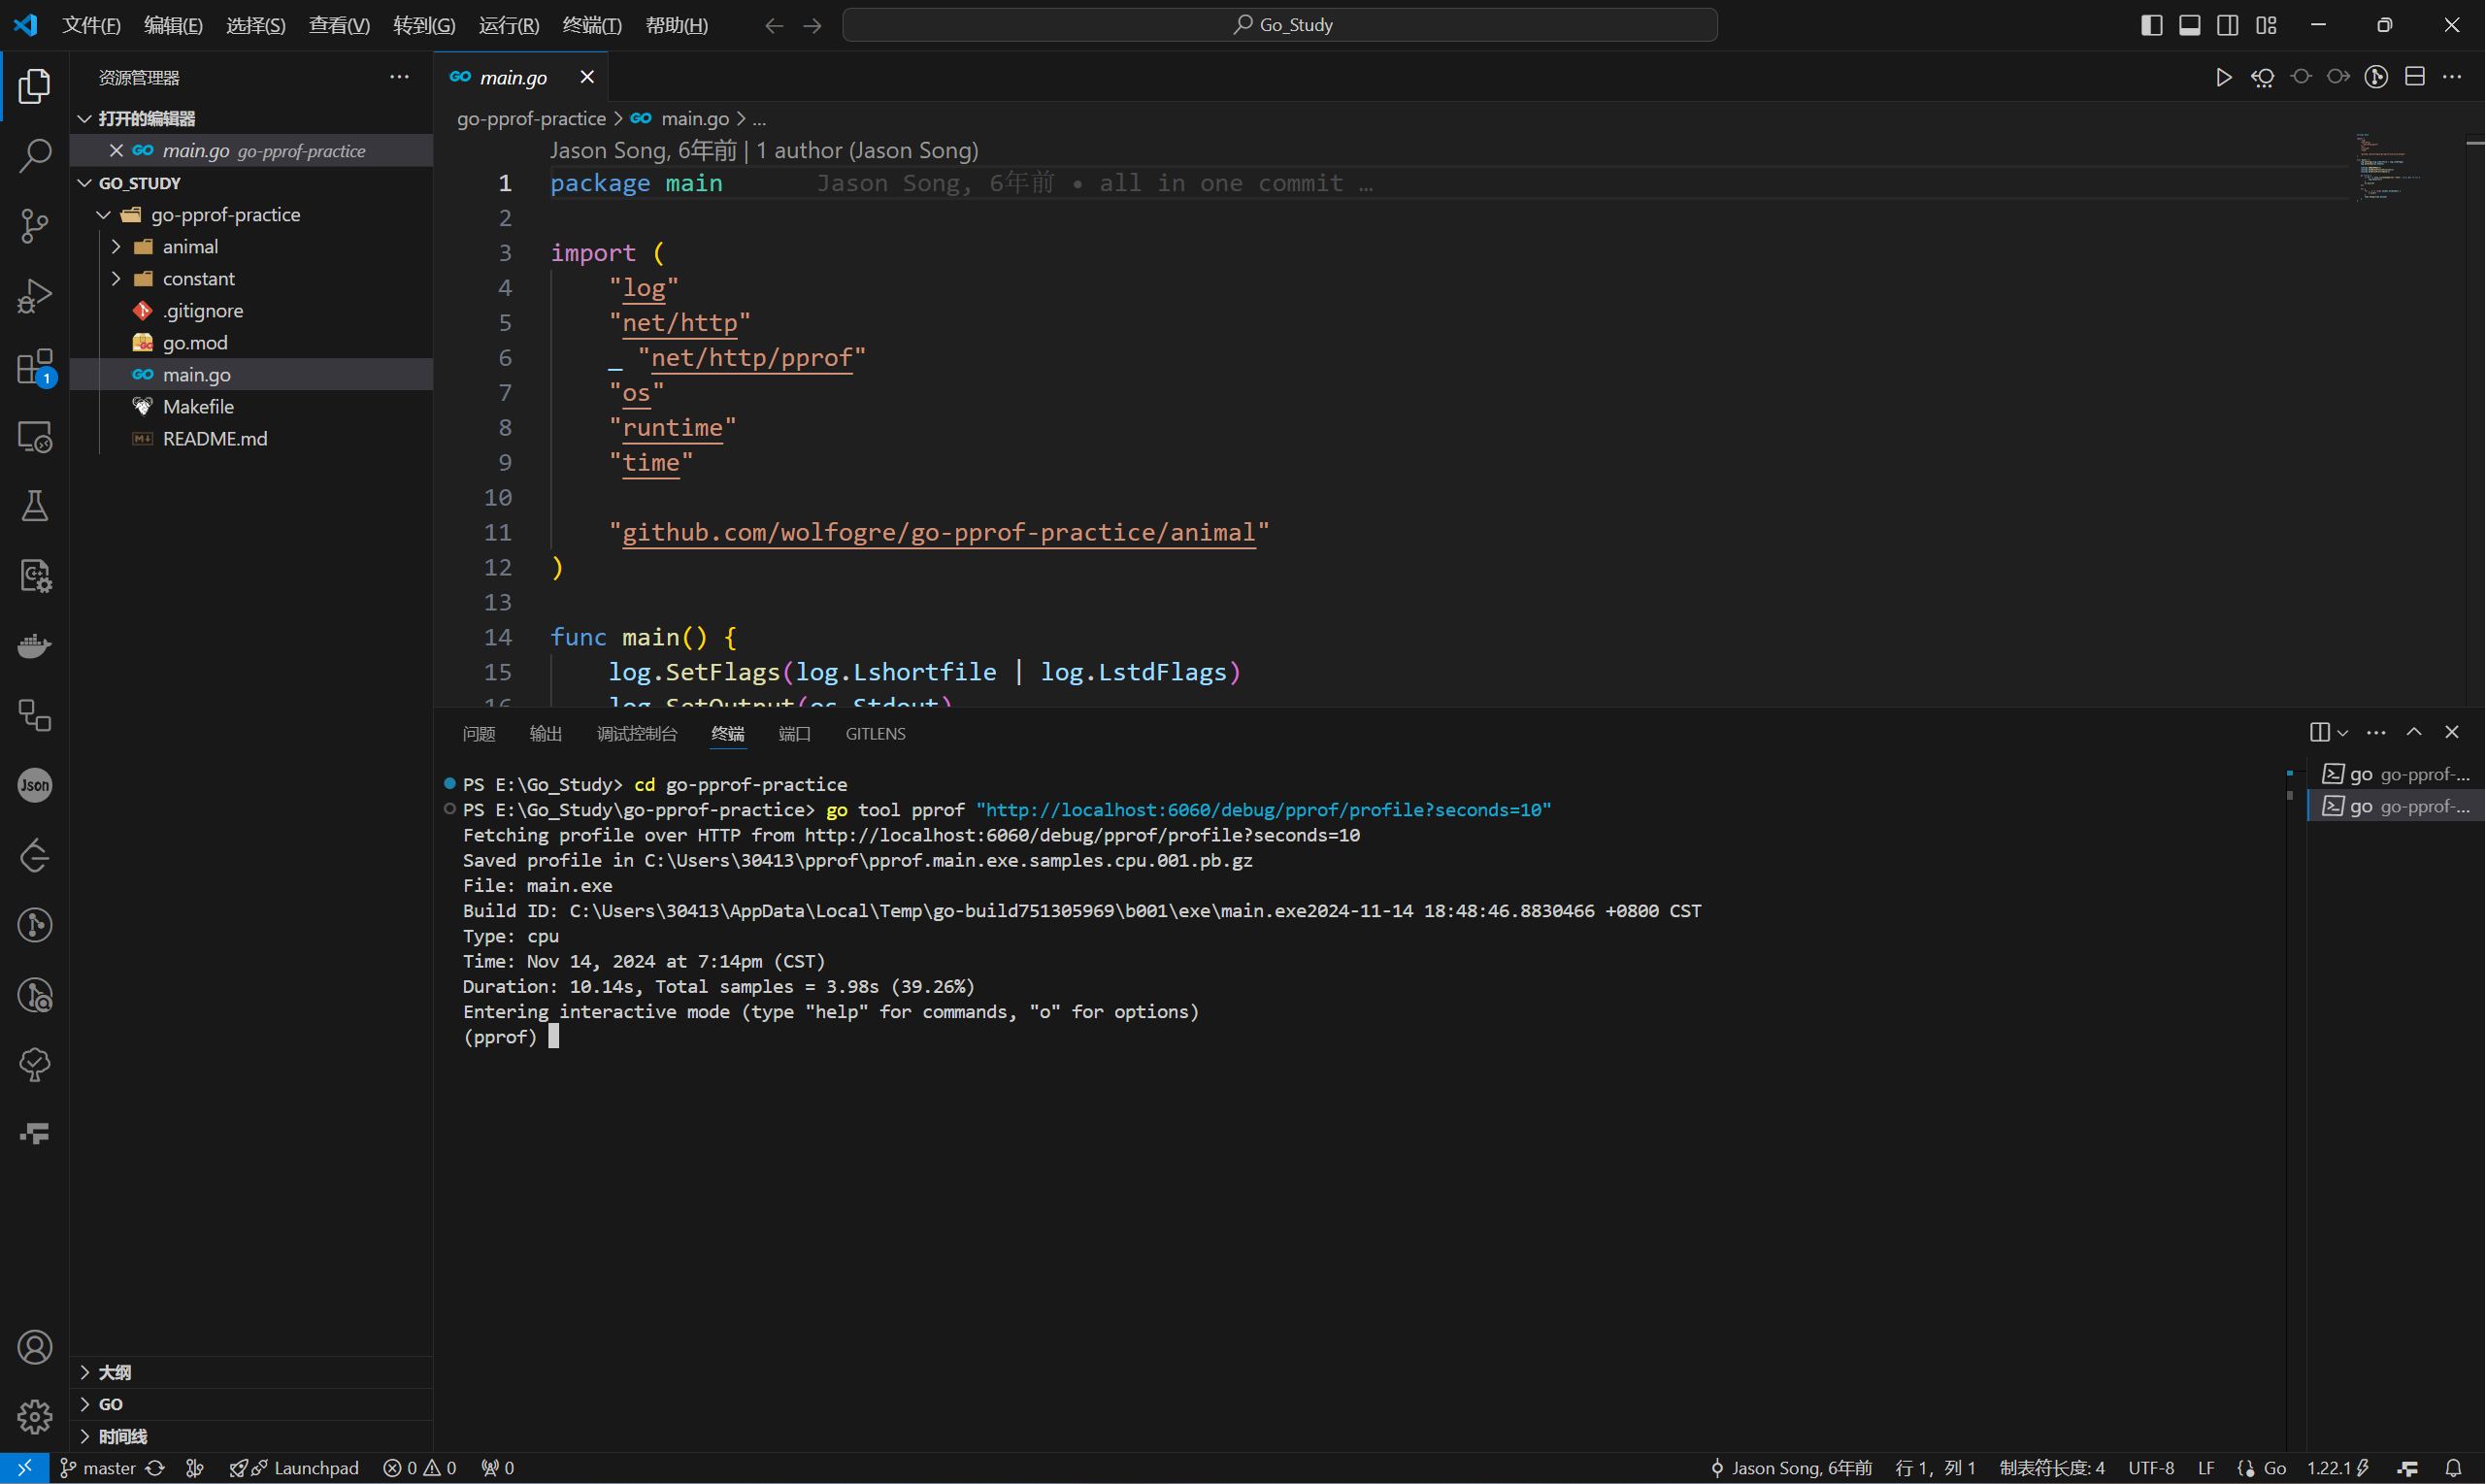 文件(F) 编辑(E) 选择(S) 查看(V) 转到(G) 运行(R) 终端(T) 帮助(H) Go_Study
资源管理器
打开的编辑器
main.go go-pprof-practice
GO_STUDY
go-pprof-practice
animal
constant
.gitignore
go.mod
main.go
Makefile
README.md
大纲
GO
时间线
1
Json
main.go
go-pprof-practice > main.go > ...
Jason Song, 6年前 | 1 author (Jason Song)
1 package main Jason Song, 6年前 • all in one commit …
2
3 import (
4 "log"
5 "net/http"
6 _ "net/http/pprof"
7 "os"
8 "runtime"
9 "time"
10
11 "github.com/wolfogre/go-pprof-practice/animal"
12 )
13
14 func main() {
15 log.SetFlags(log.Lshortfile | log.LstdFlags)
16 log.SetOutput(os.Stdout)
问题 输出 调试控制台 终端 端口 GITLENS
PS E:\Go_Study> cd go-pprof-practice
PS E:\Go_Study\go-pprof-practice> go tool pprof "http://localhost:6060/debug/pprof/profile?seconds=10"
Fetching profile over HTTP from http://localhost:6060/debug/pprof/profile?seconds=10
Saved profile in C:\Users\30413\pprof\pprof.main.exe.samples.cpu.001.pb.gz
File: main.exe
Build ID: C:\Users\30413\AppData\Local\Temp\go-build751305969\b001\exe\main.exe2024-11-14 18:48:46.8830466 +0800 CST
Type: cpu
Time: Nov 14, 2024 at 7:14pm (CST)
Duration: 10.14s, Total samples = 3.98s (39.26%)
Entering interactive mode (type "help" for commands, "o" for options)
(pprof)
go go-pprof-...
go go-pprof-...
master Launchpad 0 0 0 Jason Song, 6年前 行 1，列 1 制表符长度: 4 UTF-8 LF Go 1.22.1